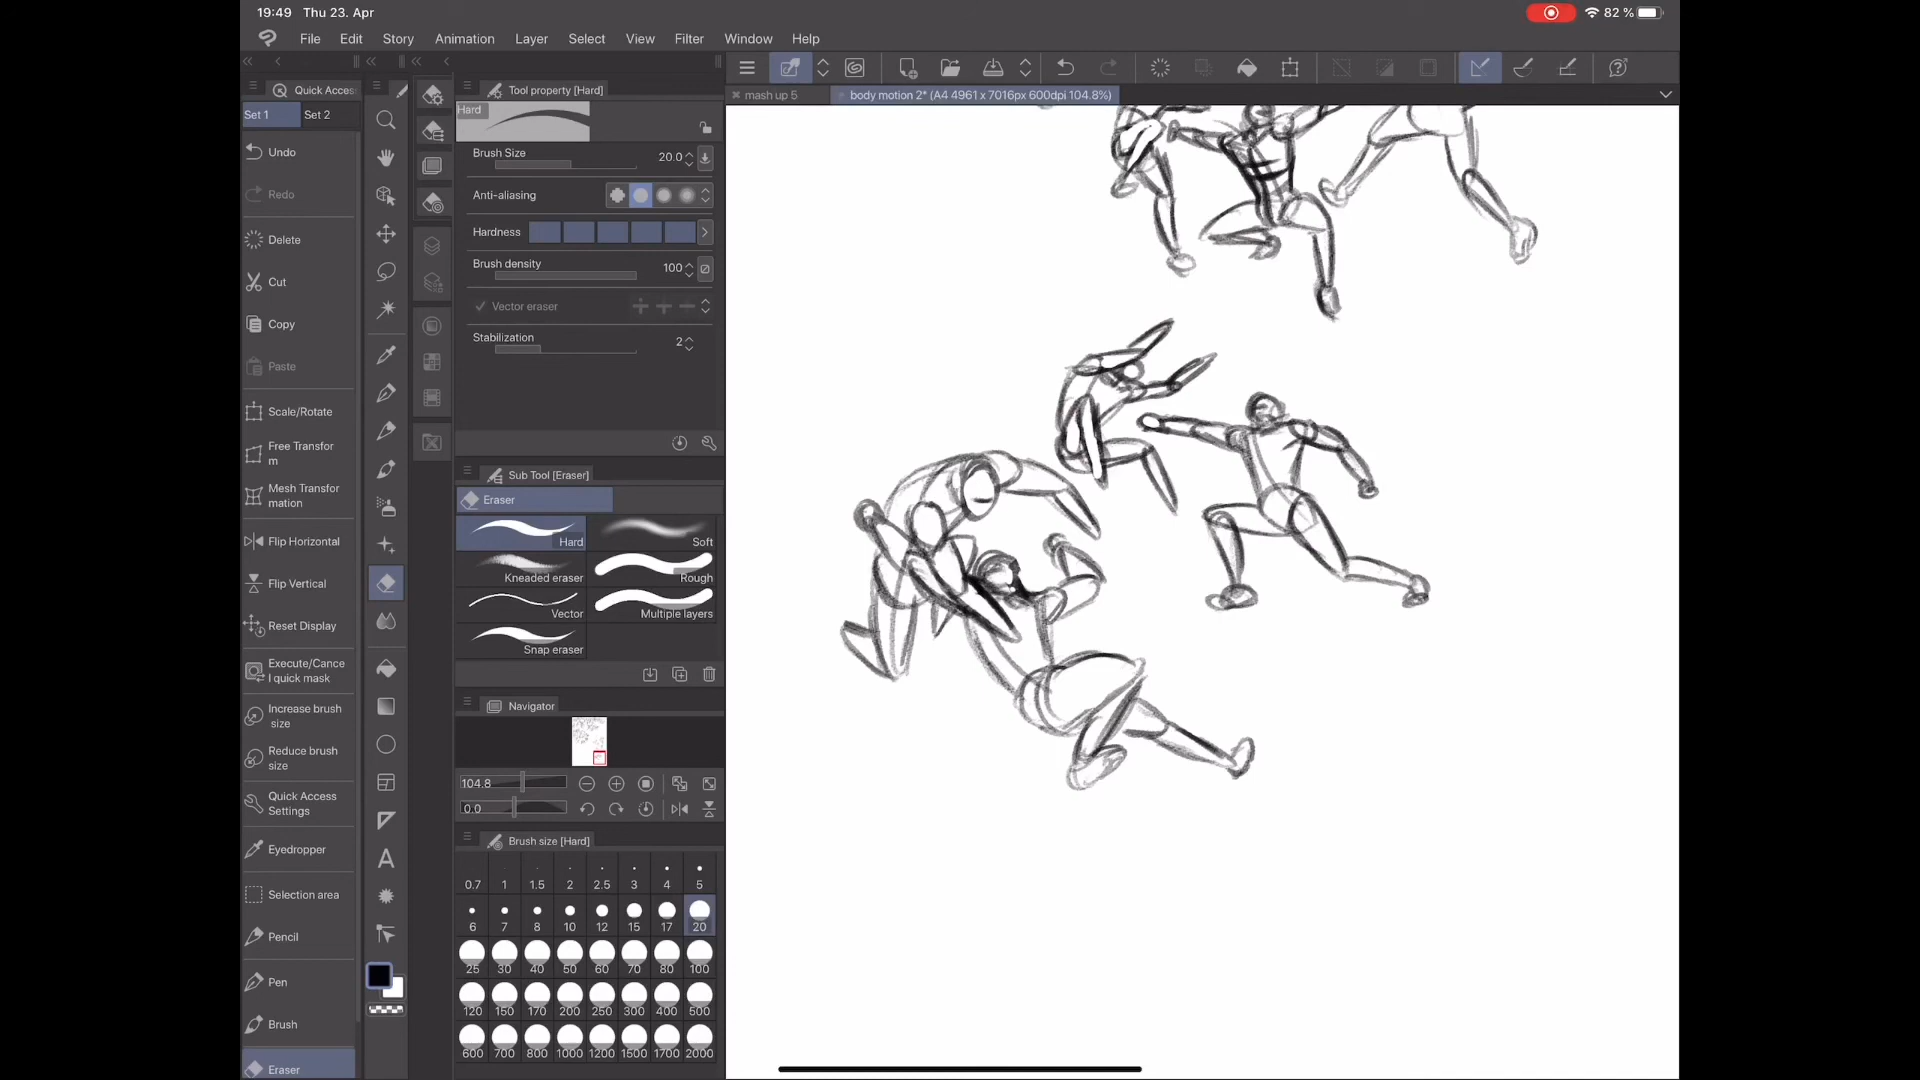 19:49 Thu 23. Apr
82 %
File Edit Story Animation Layer Select View Filter Window Help
Quick Acces
Set 1 Set 2
Undo
Redo
Delete
Cut
Copy
Paste
Scale/Rotate
Free Transfor
m
Mesh Transfor
mation
Flip Horizontal
Flip Vertical
Reset Display
Execute/Cance
l quick mask
Increase brush
size
Reduce brush
size
Quick Access
Settings
Eyedropper
Selection area
Pencil
Pen
Brush
Eraser
Tool property [Hard]
Hard
Brush Size 20.0
Anti-aliasing
Hardness
Brush density 100
Vector eraser
Stabilization 2
Sub Tool [Eraser]
Eraser
Hard Soft
Kneaded eraser Rough
Vector Multiple layers
Snap eraser
Navigator
104.8
0.0
Brush size [Hard]
0.7 1 1.5 2 2.5 3 4 5
6 7 8 10 12 15 17 20
25 30 40 50 60 70 80 100
120 150 170 200 250 300 400 500
600 700 800 1000 1200 1500 1700 2000
mash up 5
body motion 2* (A4 4961 x 7016px 600dpi 104.8%)